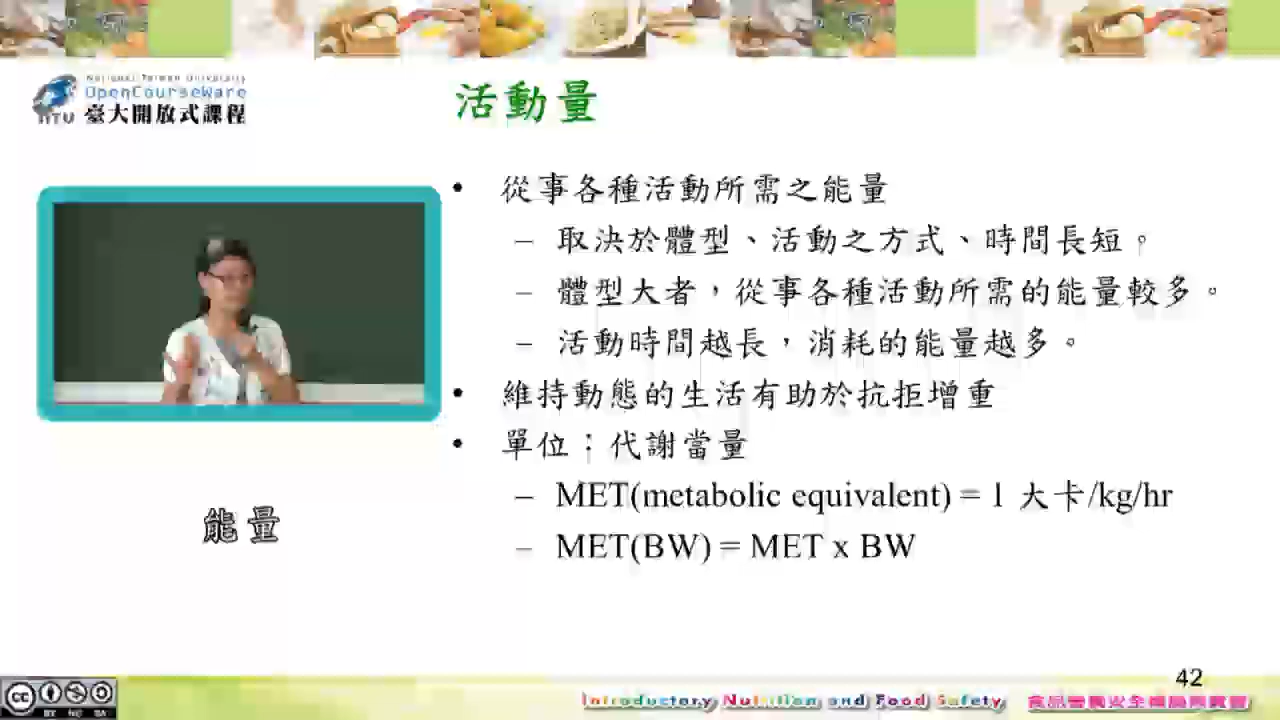 National Taiwan University
OpenCourseWare
NTU 臺大開放式課程
活動量
• 從事各種活動所需之能量
– 取決於體型、活動之方式、時間長短。
– 體型大者，從事各種活動所需的能量較多。
– 活動時間越長，消耗的能量越多。
• 維持動態的生活有助於抗拒增重
• 單位：代謝當量
– MET(metabolic equivalent) = 1 大卡/kg/hr
– MET(BW) = MET x BW
能量
42
cc
BY NC SA
Introductory Nutrition and Food Safety